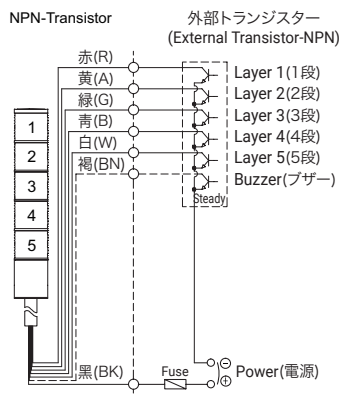 NPN-Transistor
外部トランジスター
(External Transistor-NPN)
赤(R)
黄(A)
緑(G)
青(B)
白(W)
褐(BN)
Layer 1(1段)
Layer 2(2段)
Layer 3(3段)
Layer 4(4段)
Layer 5(5段)
Buzzer(ブザー)
Steady
1
2
3
4
5
黒(BK)
Fuse
⊖
⊕
Power(電源)